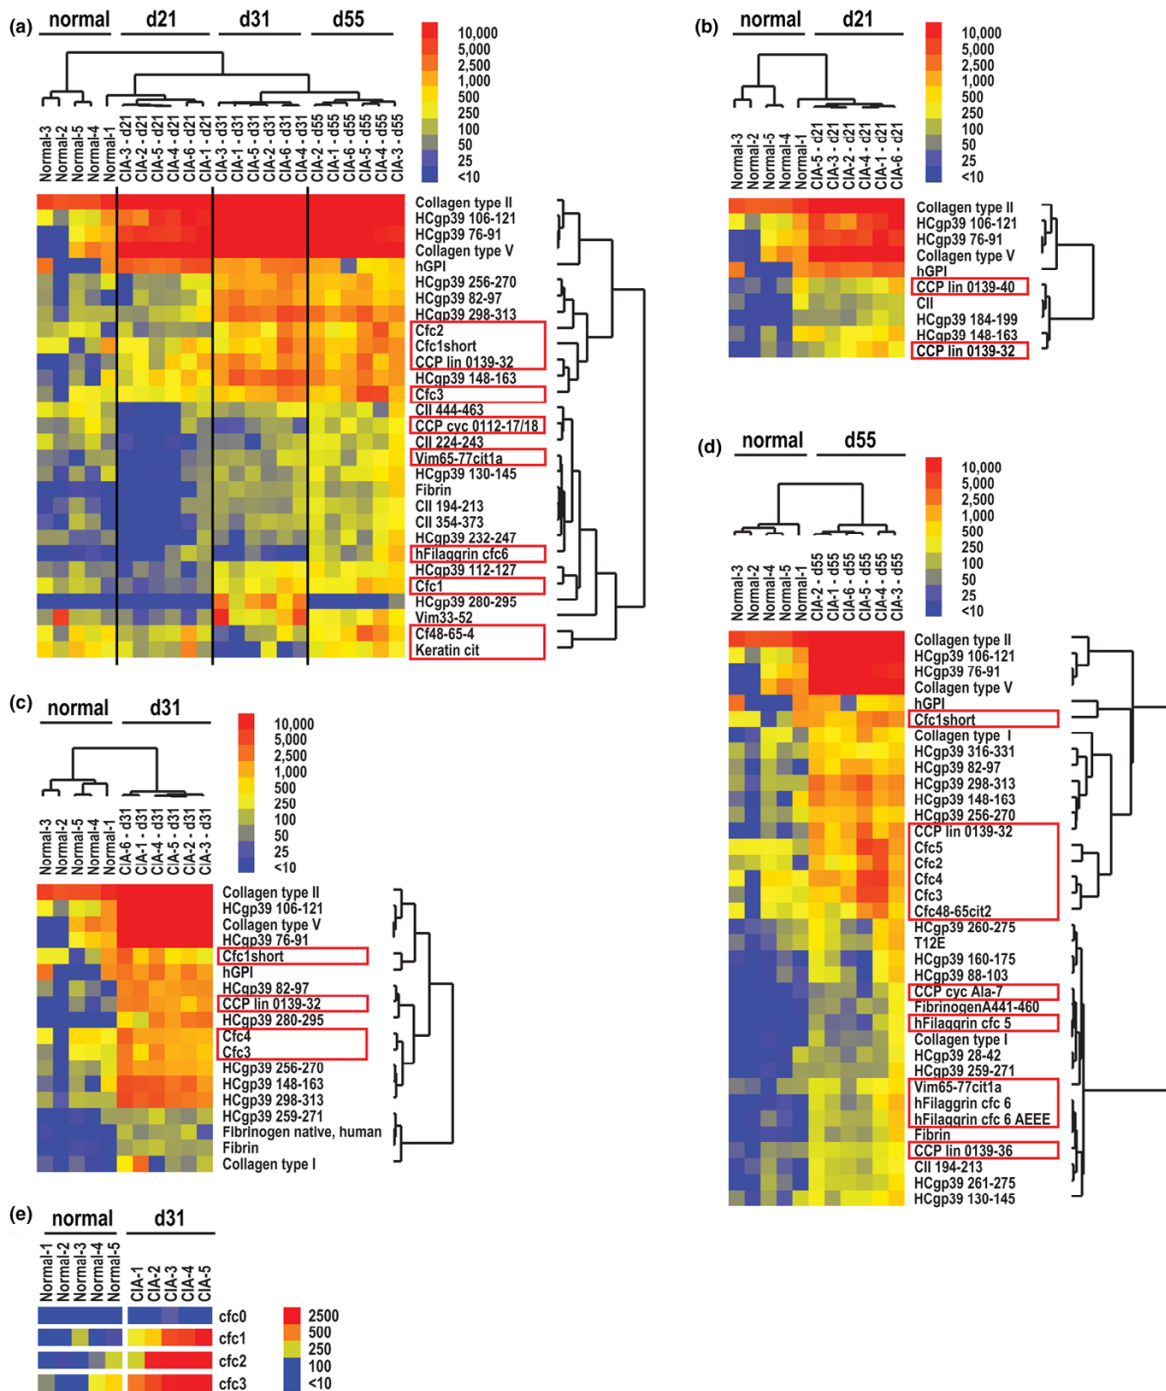 (a)
normal d21 d31 d55
10,000
5,000
2,500
1,000
500
250
100
50
25
<10
Normal-3
Normal-2
Normal-5
Normal-4
Normal-1
CIA-5 - d21
CIA-2 - d21
CIA-3 - d21
CIA-4 - d21
CIA-6 - d21
CIA-1 - d21
CIA-3 - d31
CIA-1 - d31
CIA-5 - d31
CIA-2 - d31
CIA-6 - d31
CIA-4 - d31
CIA-2 - d55
CIA-1 - d55
CIA-6 - d55
CIA-5 - d55
CIA-4 - d55
CIA-3 - d55
Collagen type II
HCgp39 106-121
HCgp39 76-91
Collagen type V
hGPI
HCgp39 256-270
HCgp39 82-97
HCgp39 298-313
Cfc2
Cfc1short
CCP lin 0139-32
HCgp39 148-163
Cfc3
CII 444-463
CCP cyc 0112-17/18
CII 224-243
Vim65-77cit1a
HCgp39 130-145
Fibrin
CII 194-213
CII 354-373
HCgp39 232-247
hFilaggrin cfc6
HCgp39 112-127
Cfc1
HCgp39 280-295
Vim33-52
Cf48-65-4
Keratin cit
(b)
normal d21
10,000
5,000
2,500
1,000
500
250
100
50
25
<10
Normal-3
Normal-2
Normal-5
Normal-4
Normal-1
CIA-5 - d21
CIA-3 - d21
CIA-2 - d21
CIA-4 - d21
CIA-1 - d21
CIA-6 - d21
Collagen type II
HCgp39 106-121
HCgp39 76-91
Collagen type V
hGPI
CCP lin 0139-40
CII
HCgp39 184-199
HCgp39 148-163
CCP lin 0139-32
(c)
normal d31
10,000
5,000
2,500
1,000
500
250
100
50
25
<10
Normal-3
Normal-2
Normal-5
Normal-4
Normal-1
CIA-6 - d31
CIA-1 - d31
CIA-4 - d31
CIA-5 - d31
CIA-2 - d31
CIA-3 - d31
Collagen type II
HCgp39 106-121
Collagen type V
HCgp39 76-91
Cfc1short
hGPI
HCgp39 82-97
CCP lin 0139-32
HCgp39 280-295
Cfc4
Cfc3
HCgp39 256-270
HCgp39 148-163
HCgp39 298-313
HCgp39 259-271
Fibrinogen native, human
Fibrin
Collagen type I
(d)
normal d55
10,000
5,000
2,500
1,000
500
250
100
50
25
<10
Normal-3
Normal-2
Normal-4
Normal-5
Normal-1
CIA-2 - d55
CIA-1 - d55
CIA-6 - d55
CIA-5 - d55
CIA-4 - d55
CIA-3 - d55
Collagen type II
HCgp39 106-121
HCgp39 76-91
Collagen type V
hGPI
Cfc1short
Collagen type I
HCgp39 316-331
HCgp39 82-97
HCgp39 298-313
HCgp39 148-163
HCgp39 256-270
CCP lin 0139-32
Cfc5
Cfc2
Cfc4
Cfc3
Cfc48-65cit2
HCgp39 260-275
T12E
HCgp39 160-175
HCgp39 88-103
CCP cyc Ala-7
FibrinogenA441-460
hFilaggrin cfc 5
Collagen type I
HCgp39 28-42
HCgp39 259-271
Vim65-77cit1a
hFilaggrin cfc 6
hFilaggrin cfc 6 AEEE
Fibrin
CCP lin 0139-36
CII 194-213
HCgp39 261-275
HCgp39 130-145
(e)
normal d31
Normal-1
Normal-2
Normal-3
Normal-4
Normal-5
CIA-1
CIA-2
CIA-3
CIA-4
CIA-5
cfc0
cfc1
cfc2
cfc3
2500
500
250
100
<10